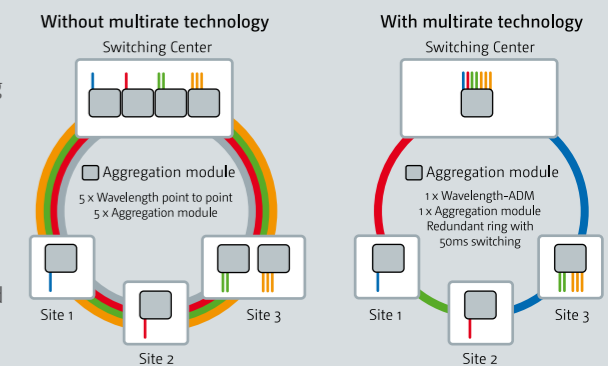 Without multirate technology
Switching Center
Aggregation module
5 x Wavelength point to point
5 x Aggregation module
Site 1
Site 2
Site 3
With multirate technology
Switching Center
Aggregation module
1 x Wavelength-ADM
1 x Aggregation module
Redundant ring with
50ms switching
Site 1
Site 2
Site 3